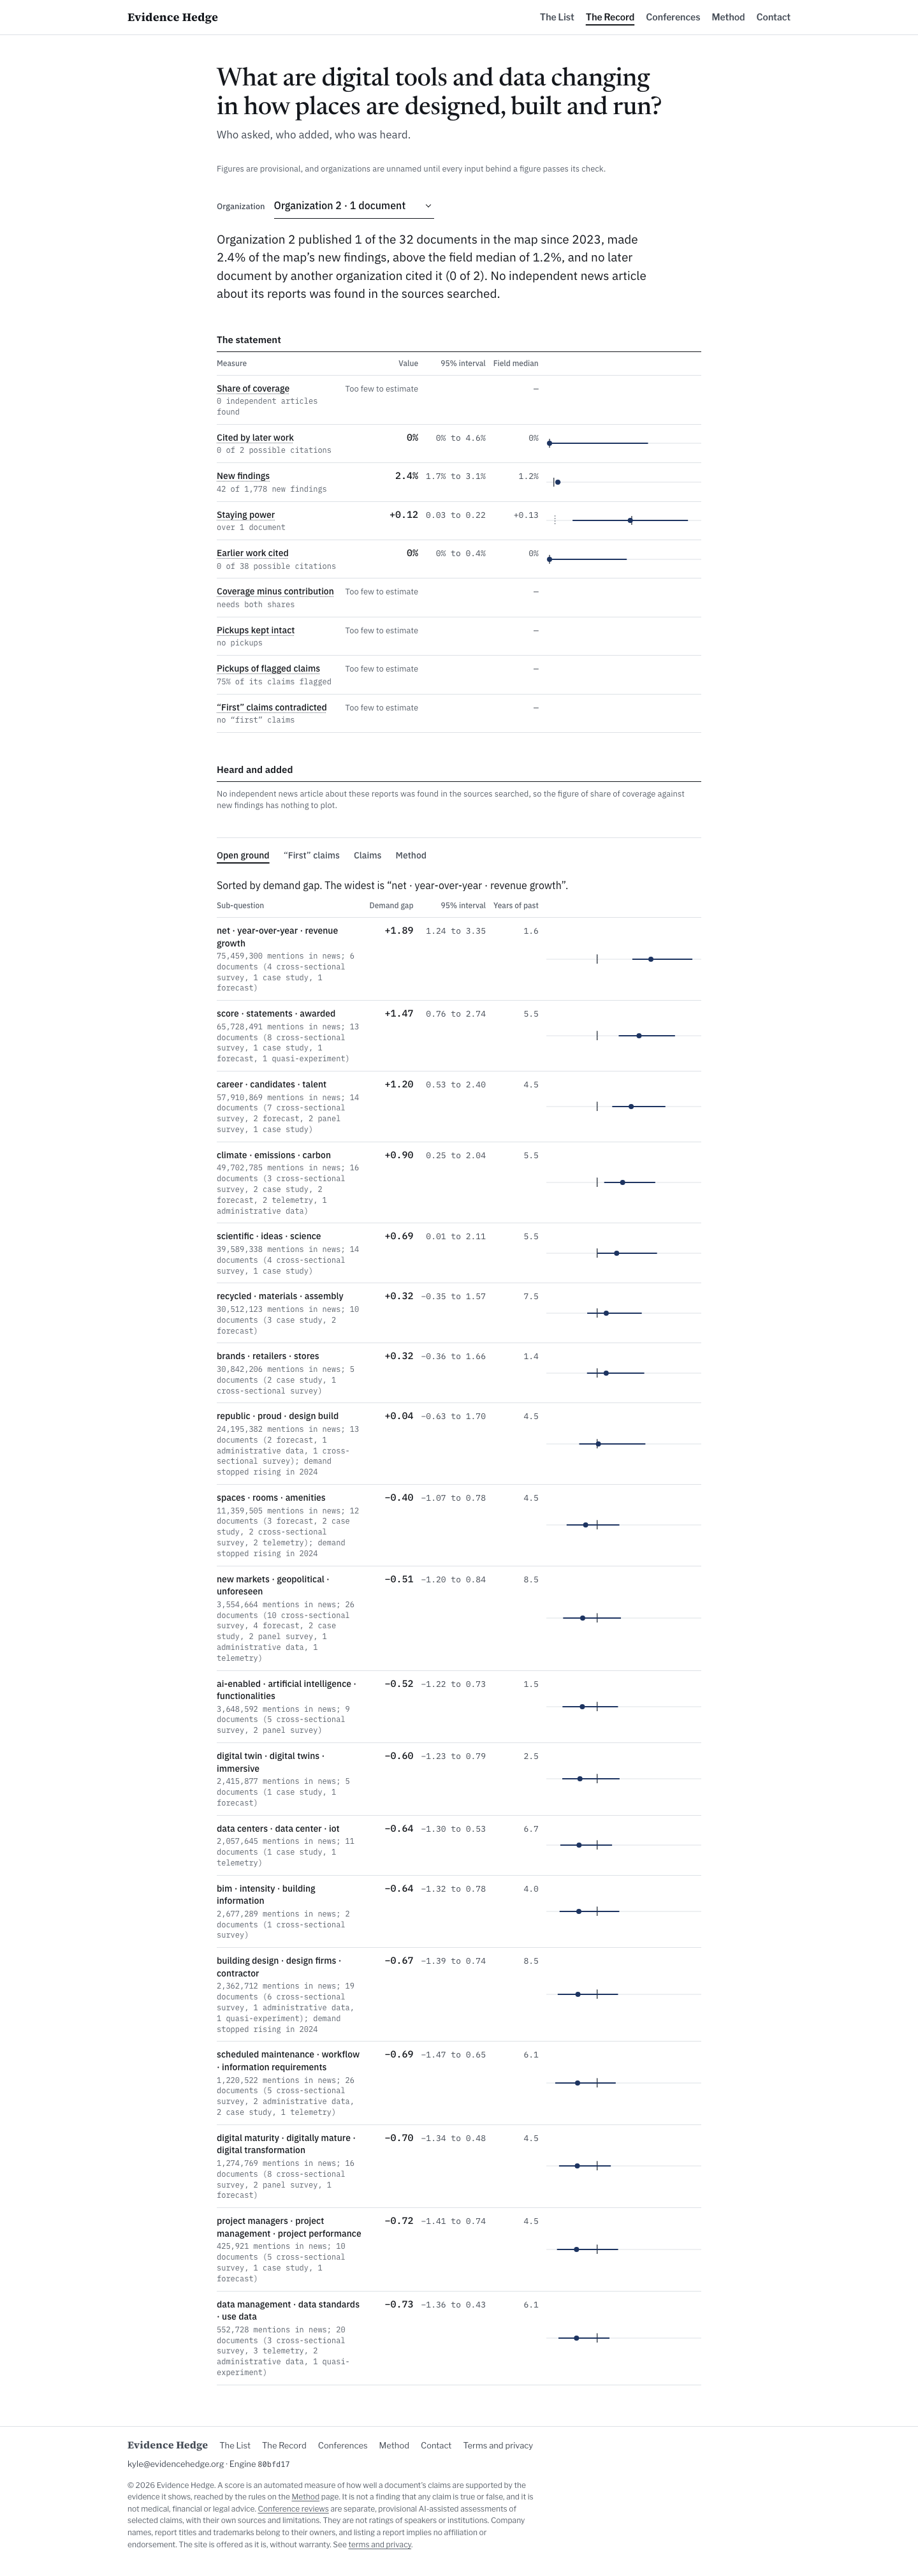 Evidence Hedge
The List
The Record
Conferences
Method
Contact
What are digital tools and data changing
in how places are designed, built and run?
Who asked, who added, who was heard.
Figures are provisional, and organizations are unnamed until every input behind a figure passes its check.
Organization Organization 2 · 1 document
Organization 2 published 1 of the 32 documents in the map since 2023, made
2.4% of the map’s new findings, above the field median of 1.2%, and no later
document by another organization cited it (0 of 2). No independent news article
about its reports was found in the sources searched.
The statement
Measure Value 95% interval Field median
Share of coverage Too few to estimate –
0 independent articles
found
Cited by later work 0% 0% to 4.6% 0%
0 of 2 possible citations
New findings 2.4% 1.7% to 3.1% 1.2%
42 of 1,778 new findings
Staying power +0.12 0.03 to 0.22 +0.13
over 1 document
Earlier work cited 0% 0% to 0.4% 0%
0 of 38 possible citations
Coverage minus contribution Too few to estimate –
needs both shares
Pickups kept intact Too few to estimate –
no pickups
Pickups of flagged claims Too few to estimate –
75% of its claims flagged
“First” claims contradicted Too few to estimate –
no “first” claims
Heard and added
No independent news article about these reports was found in the sources searched, so the figure of share of coverage against
new findings has nothing to plot.
Open ground “First” claims Claims Method
Sorted by demand gap. The widest is “net · year-over-year · revenue growth”.
Sub-question Demand gap 95% interval Years of past
net · year-over-year · revenue +1.89 1.24 to 3.35 1.6
growth
75,459,300 mentions in news; 6
documents (4 cross-sectional
survey, 1 case study, 1
forecast)
score · statements · awarded +1.47 0.76 to 2.74 5.5
65,728,491 mentions in news; 13
documents (8 cross-sectional
survey, 1 case study, 1
forecast, 1 quasi-experiment)
career · candidates · talent +1.20 0.53 to 2.40 4.5
57,910,869 mentions in news; 14
documents (7 cross-sectional
survey, 2 forecast, 2 panel
survey, 1 case study)
climate · emissions · carbon +0.90 0.25 to 2.04 5.5
49,702,785 mentions in news; 16
documents (3 cross-sectional
survey, 2 case study, 2
forecast, 2 telemetry, 1
administrative data)
scientific · ideas · science +0.69 0.01 to 2.11 5.5
39,589,338 mentions in news; 14
documents (4 cross-sectional
survey, 1 case study)
recycled · materials · assembly +0.32 −0.35 to 1.57 7.5
30,512,123 mentions in news; 10
documents (3 case study, 2
forecast)
brands · retailers · stores +0.32 −0.36 to 1.66 1.4
30,842,206 mentions in news; 5
documents (2 case study, 1
cross-sectional survey)
republic · proud · design build +0.04 −0.63 to 1.70 4.5
24,195,382 mentions in news; 13
documents (2 forecast, 1
administrative data, 1 cross-
sectional survey); demand
stopped rising in 2024
spaces · rooms · amenities −0.40 −1.07 to 0.78 4.5
11,359,505 mentions in news; 12
documents (3 forecast, 2 case
study, 2 cross-sectional
survey, 2 telemetry); demand
stopped rising in 2024
new markets · geopolitical · −0.51 −1.20 to 0.84 8.5
unforeseen
3,554,664 mentions in news; 26
documents (10 cross-sectional
survey, 4 forecast, 2 case
study, 2 panel survey, 1
administrative data, 1
telemetry)
ai-enabled · artificial intelligence · −0.52 −1.22 to 0.73 1.5
functionalities
3,648,592 mentions in news; 9
documents (5 cross-sectional
survey, 2 panel survey)
digital twin · digital twins · −0.60 −1.23 to 0.79 2.5
immersive
2,415,877 mentions in news; 5
documents (1 case study, 1
forecast)
data centers · data center · iot −0.64 −1.30 to 0.53 6.7
2,057,645 mentions in news; 11
documents (1 case study, 1
telemetry)
bim · intensity · building −0.64 −1.32 to 0.78 4.0
information
2,677,289 mentions in news; 2
documents (1 cross-sectional
survey)
building design · design firms · −0.67 −1.39 to 0.74 8.5
contractor
2,362,712 mentions in news; 19
documents (6 cross-sectional
survey, 1 administrative data,
1 quasi-experiment); demand
stopped rising in 2024
scheduled maintenance · workflow −0.69 −1.47 to 0.65 6.1
· information requirements
1,220,522 mentions in news; 26
documents (5 cross-sectional
survey, 2 administrative data,
2 case study, 1 telemetry)
digital maturity · digitally mature · −0.70 −1.34 to 0.48 4.5
digital transformation
1,274,769 mentions in news; 16
documents (8 cross-sectional
survey, 2 panel survey, 1
forecast)
project managers · project −0.72 −1.41 to 0.74 4.5
management · project performance
425,921 mentions in news; 10
documents (5 cross-sectional
survey, 1 case study, 1
forecast)
data management · data standards −0.73 −1.36 to 0.43 6.1
· use data
552,728 mentions in news; 20
documents (3 cross-sectional
survey, 3 telemetry, 2
administrative data, 1 quasi-
experiment)
Evidence Hedge The List The Record Conferences Method Contact Terms and privacy
kyle@evidencehedge.org · Engine 80bfd17
© 2026 Evidence Hedge. A score is an automated measure of how well a document’s claims are supported by the
evidence it shows, reached by the rules on the Method page. It is not a finding that any claim is true or false, and it is
not medical, financial or legal advice. Conference reviews are separate, provisional AI-assisted assessments of
selected claims, with their own sources and limitations. They are not ratings of speakers or institutions. Company
names, report titles and trademarks belong to their owners, and listing a report implies no affiliation or
endorsement. The site is offered as it is, without warranty. See terms and privacy.